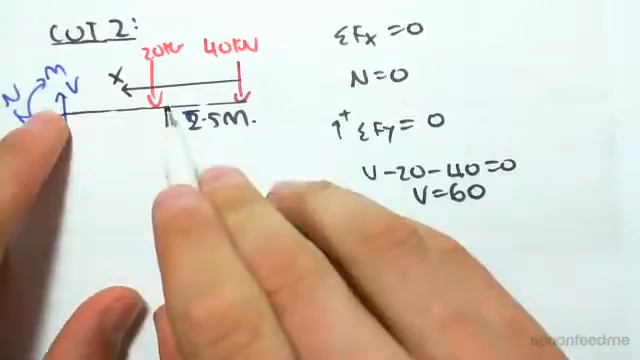 CUT 2:
20KN 40KN
X
N M V
2.5M.
ΣFx=0
N=0
↑+ ΣFy=0
V-20-40=0
V=60
spoonfeedme